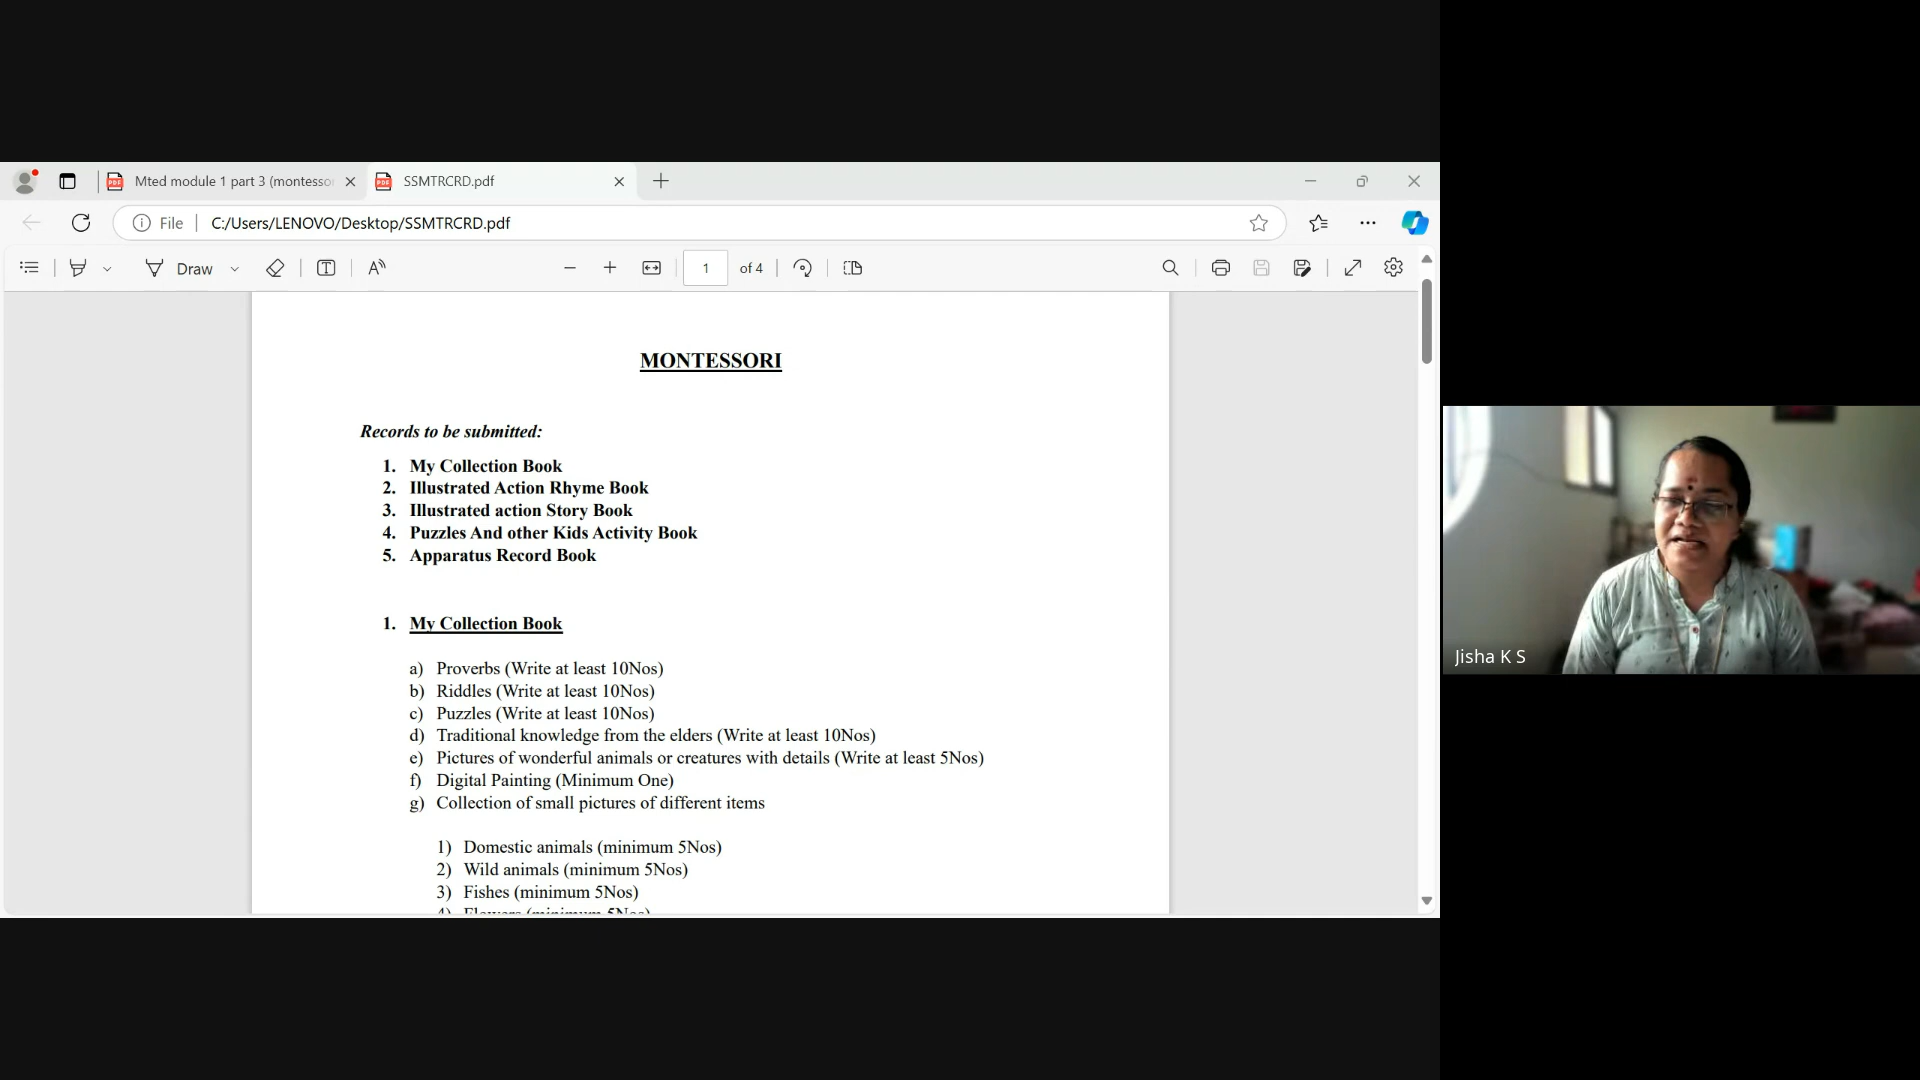 Mted module 1 part 3 (montesso
SSMTRCRD.pdf
File
C:/Users/LENOVO/Desktop/SSMTRCRD.pdf
Draw
1 of 4
MONTESSORI
Records to be submitted:
1. My Collection Book
2. Illustrated Action Rhyme Book
3. Illustrated action Story Book
4. Puzzles And other Kids Activity Book
5. Apparatus Record Book
1. My Collection Book
a) Proverbs (Write at least 10Nos)
b) Riddles (Write at least 10Nos)
c) Puzzles (Write at least 10Nos)
d) Traditional knowledge from the elders (Write at least 10Nos)
e) Pictures of wonderful animals or creatures with details (Write at least 5Nos)
f) Digital Painting (Minimum One)
g) Collection of small pictures of different items
1) Domestic animals (minimum 5Nos)
2) Wild animals (minimum 5Nos)
3) Fishes (minimum 5Nos)
4) Flowers (minimum 5Nos)
Jisha K S